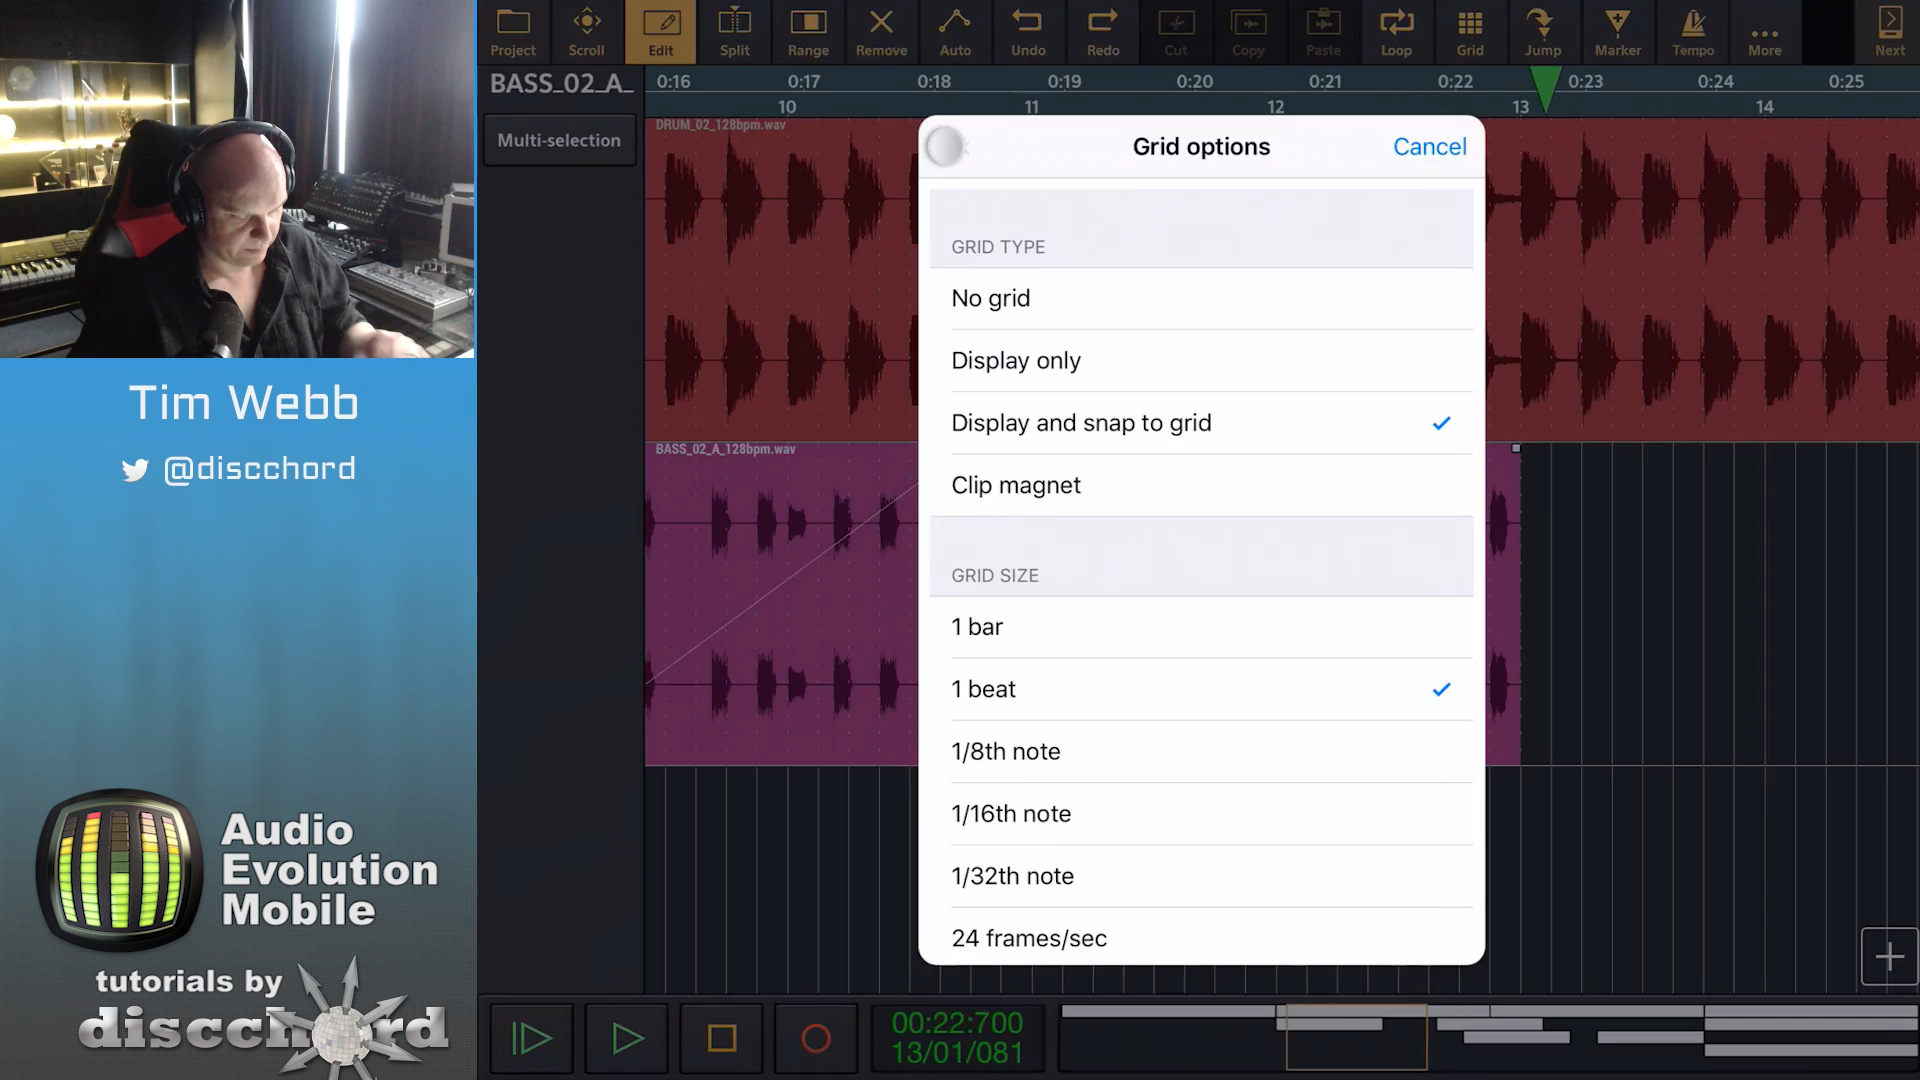 Project
Scroll
Edit
Split
Range
Remove
Auto
Undo
Redo
Cut
Copy
Paste
Loop
Grid
Jump
Marker
Tempo
More
Next
BASS_02_A_
0:16
0:17
0:18
0:19
0:20
0:21
0:22
0:23
0:24
0:25
10
11
12
13
14
Multi-selection
DRUM_02_128bpm.wav
Grid options
Cancel
GRID TYPE
No grid
Display only
Display and snap to grid
Clip magnet
BASS_02_A_128bpm.wav
GRID SIZE
1 bar
1 beat
1/8th note
1/16th note
1/32th note
24 frames/sec
00:22:700
13/01/081
Tim Webb
@discchord
Audio
Evolution
Mobile
tutorials by
discchord